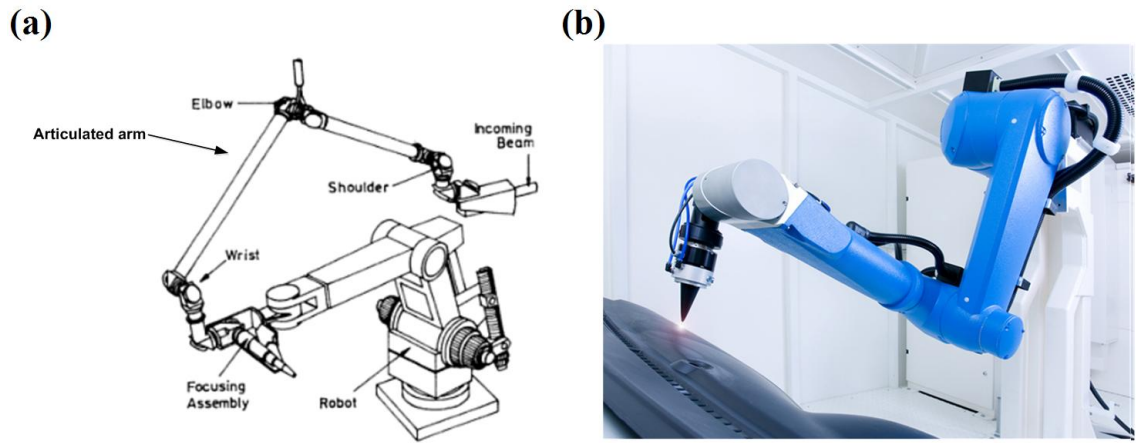 (a)
(b)
Elbow
Articulated arm
Incoming
Beam
Shoulder
Wrist
Focusing
Assembly
Robot